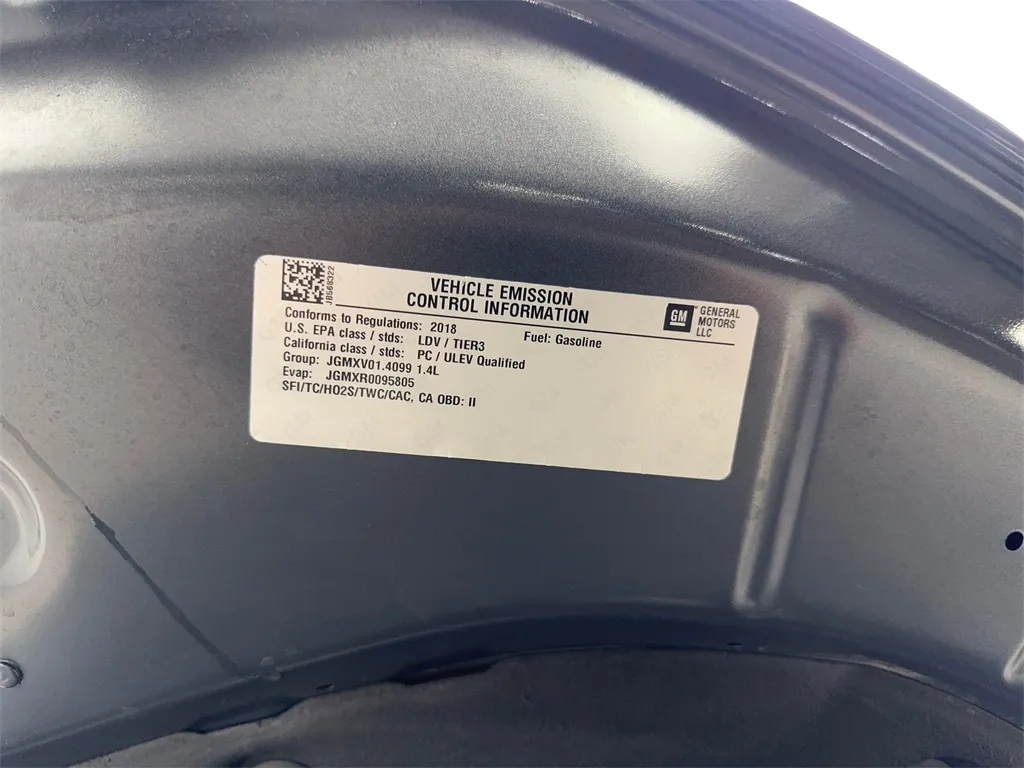 JB568322
VEHICLE EMISSION
CONTROL INFORMATION
GM
GENERAL
MOTORS
LLC
Conforms to Regulations: 2018
Fuel: Gasoline
U.S. EPA class / stds: LDV / TIER3
California class / stds: PC / ULEV Qualified
Group: JGMXV01.4099 1.4L
Evap: JGMXR0095805
SFI/TC/HO2S/TWC/CAC, CA OBD: II